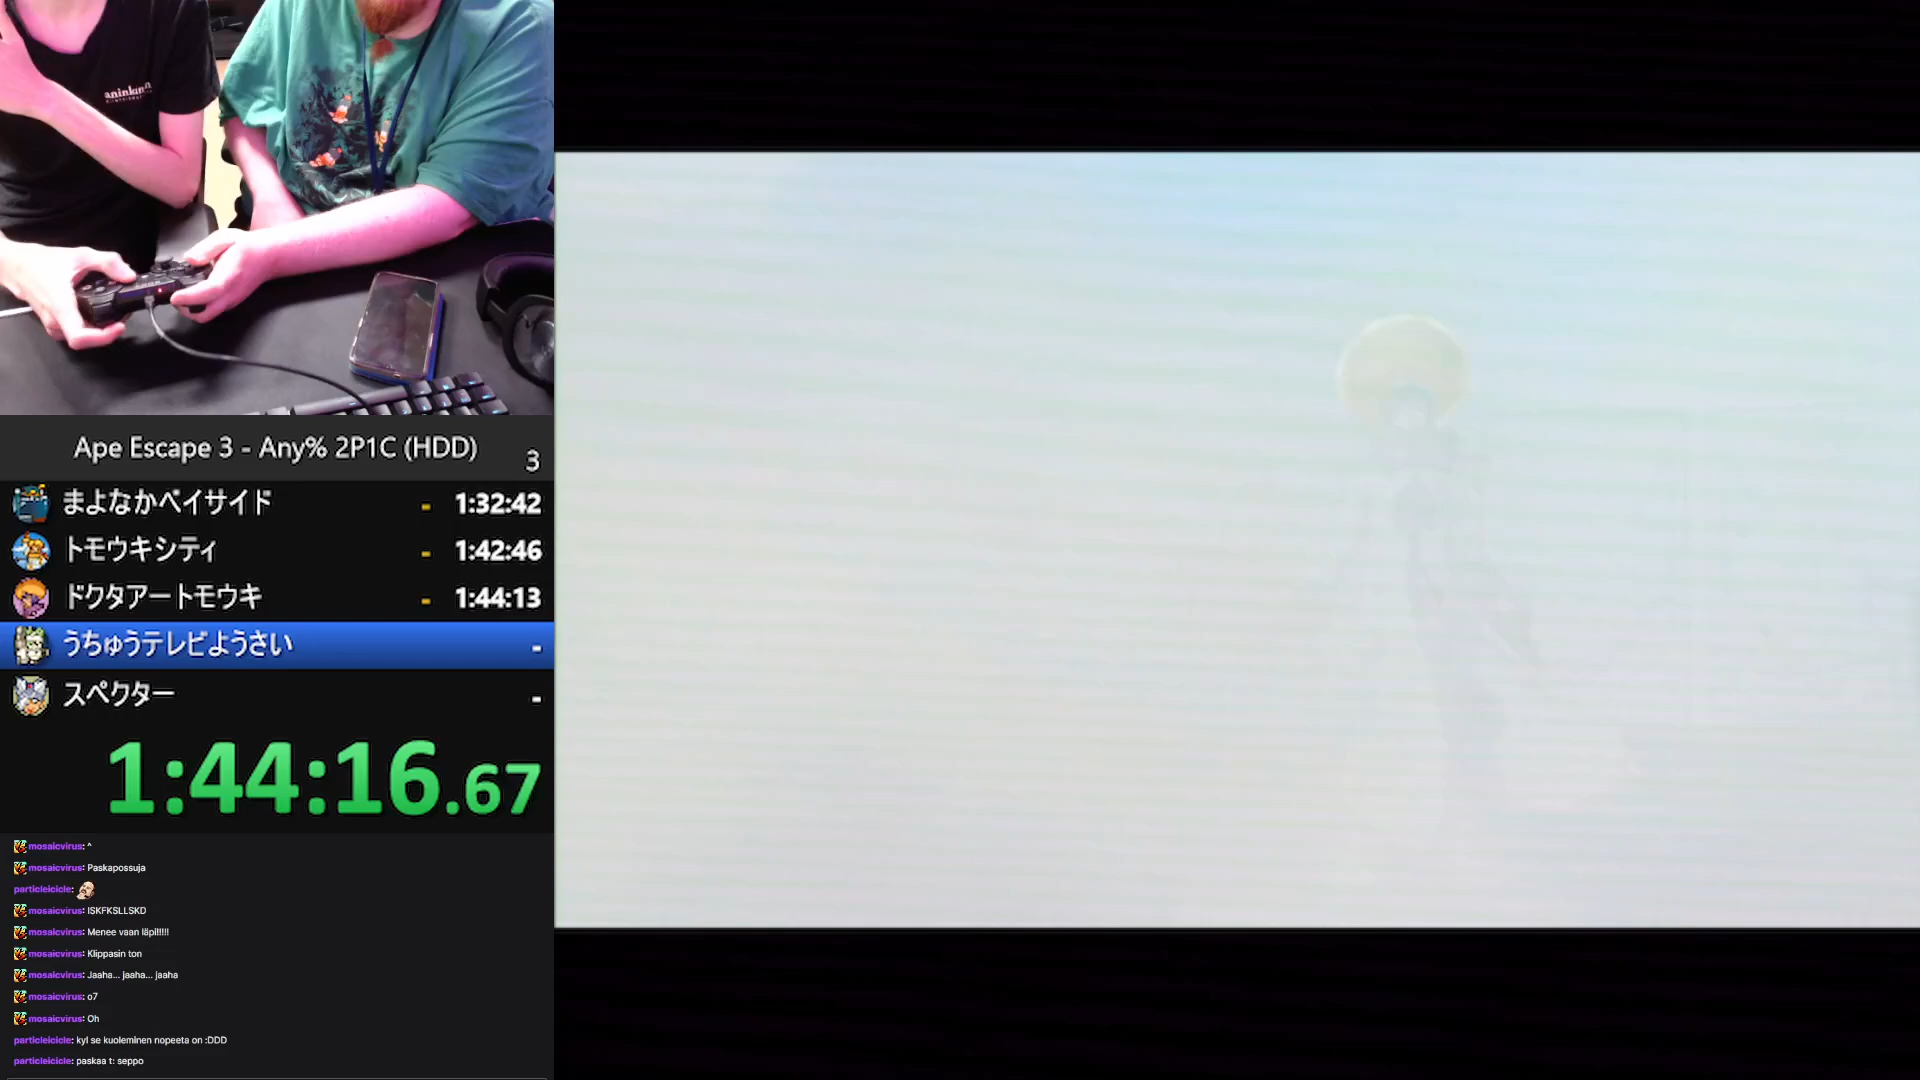 aninkai
Ape Escape 3 - Any% 2P1C (HDD)
3
まよなかベイサイド - 1:32:42
トモウキシティ - 1:42:46
ドクタアートモウキ - 1:44:13
うちゅうテレビようさい -
スペクター -
1:44:16.67
mosaicvirus: ^
mosaicvirus: Paskapossuja
particleicicle:
mosaicvirus: ISKFKSLLSKD
mosaicvirus: Menee vaan läpi!!!!!
mosaicvirus: Klippasin ton
mosaicvirus: Jaaha... jaaha... jaaha
mosaicvirus: o7
mosaicvirus: Oh
particleicicle: kyl se kuoleminen nopeeta on :DDD
particleicicle: paskaa t: seppo